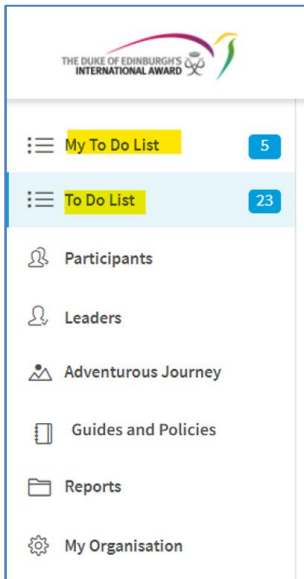 THE DUKE OF EDINBURGH'S
INTERNATIONAL AWARD
My To Do List 5
To Do List 23
Participants
Leaders
Adventurous Journey
Guides and Policies
Reports
My Organisation